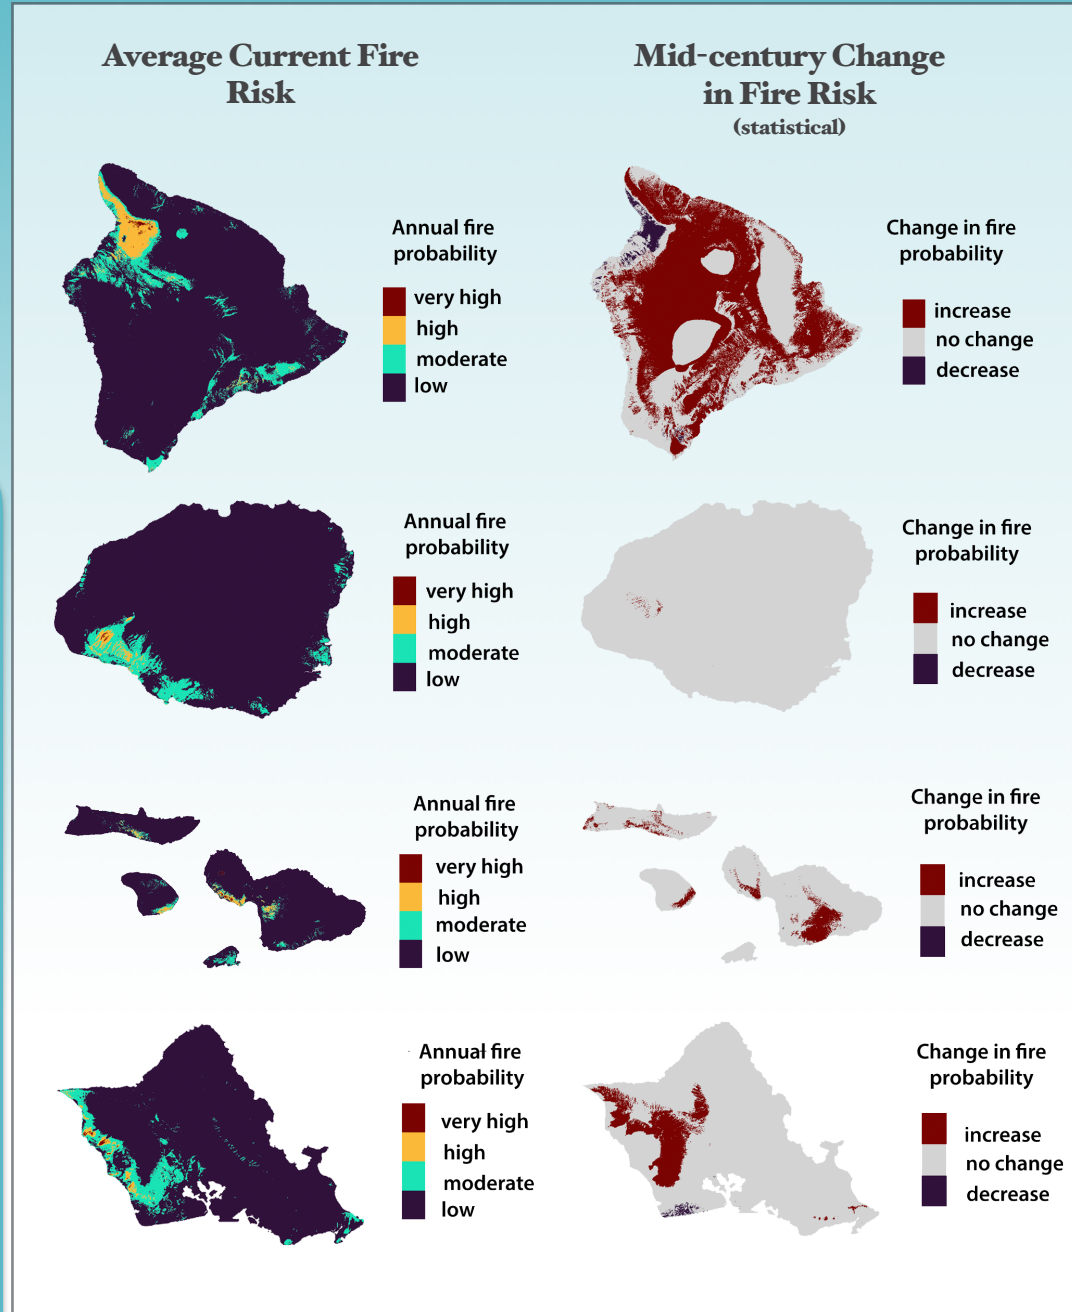 Average Current Fire
Risk
Mid-century Change
in Fire Risk
(statistical)
Annual fire
probability
very high
high
moderate
low
Change in fire
probability
increase
no change
decrease
Annual fire
probability
very high
high
moderate
low
Change in fire
probability
increase
no change
decrease
Annual fire
probability
very high
high
moderate
low
Change in fire
probability
increase
no change
decrease
Annual fire
probability
very high
high
moderate
low
Change in fire
probability
increase
no change
decrease